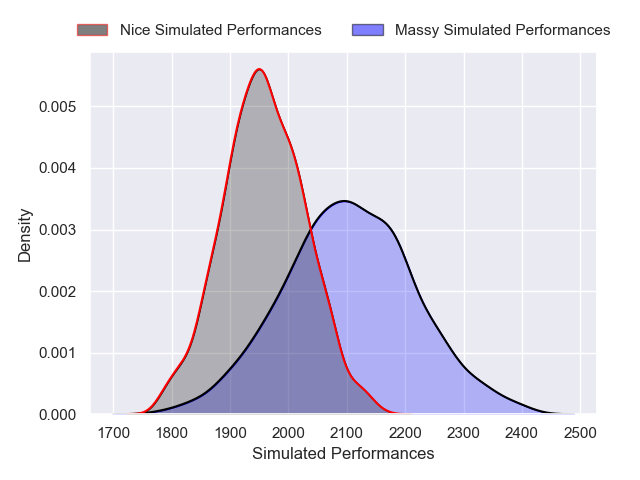 Nice Simulated Performances Massy Simulated Performances
0.005
0.004
0.003
0.002
0.001
0.000
Density
1700 1800 1900 2000 2100 2200 2300 2400 2500
Simulated Performances